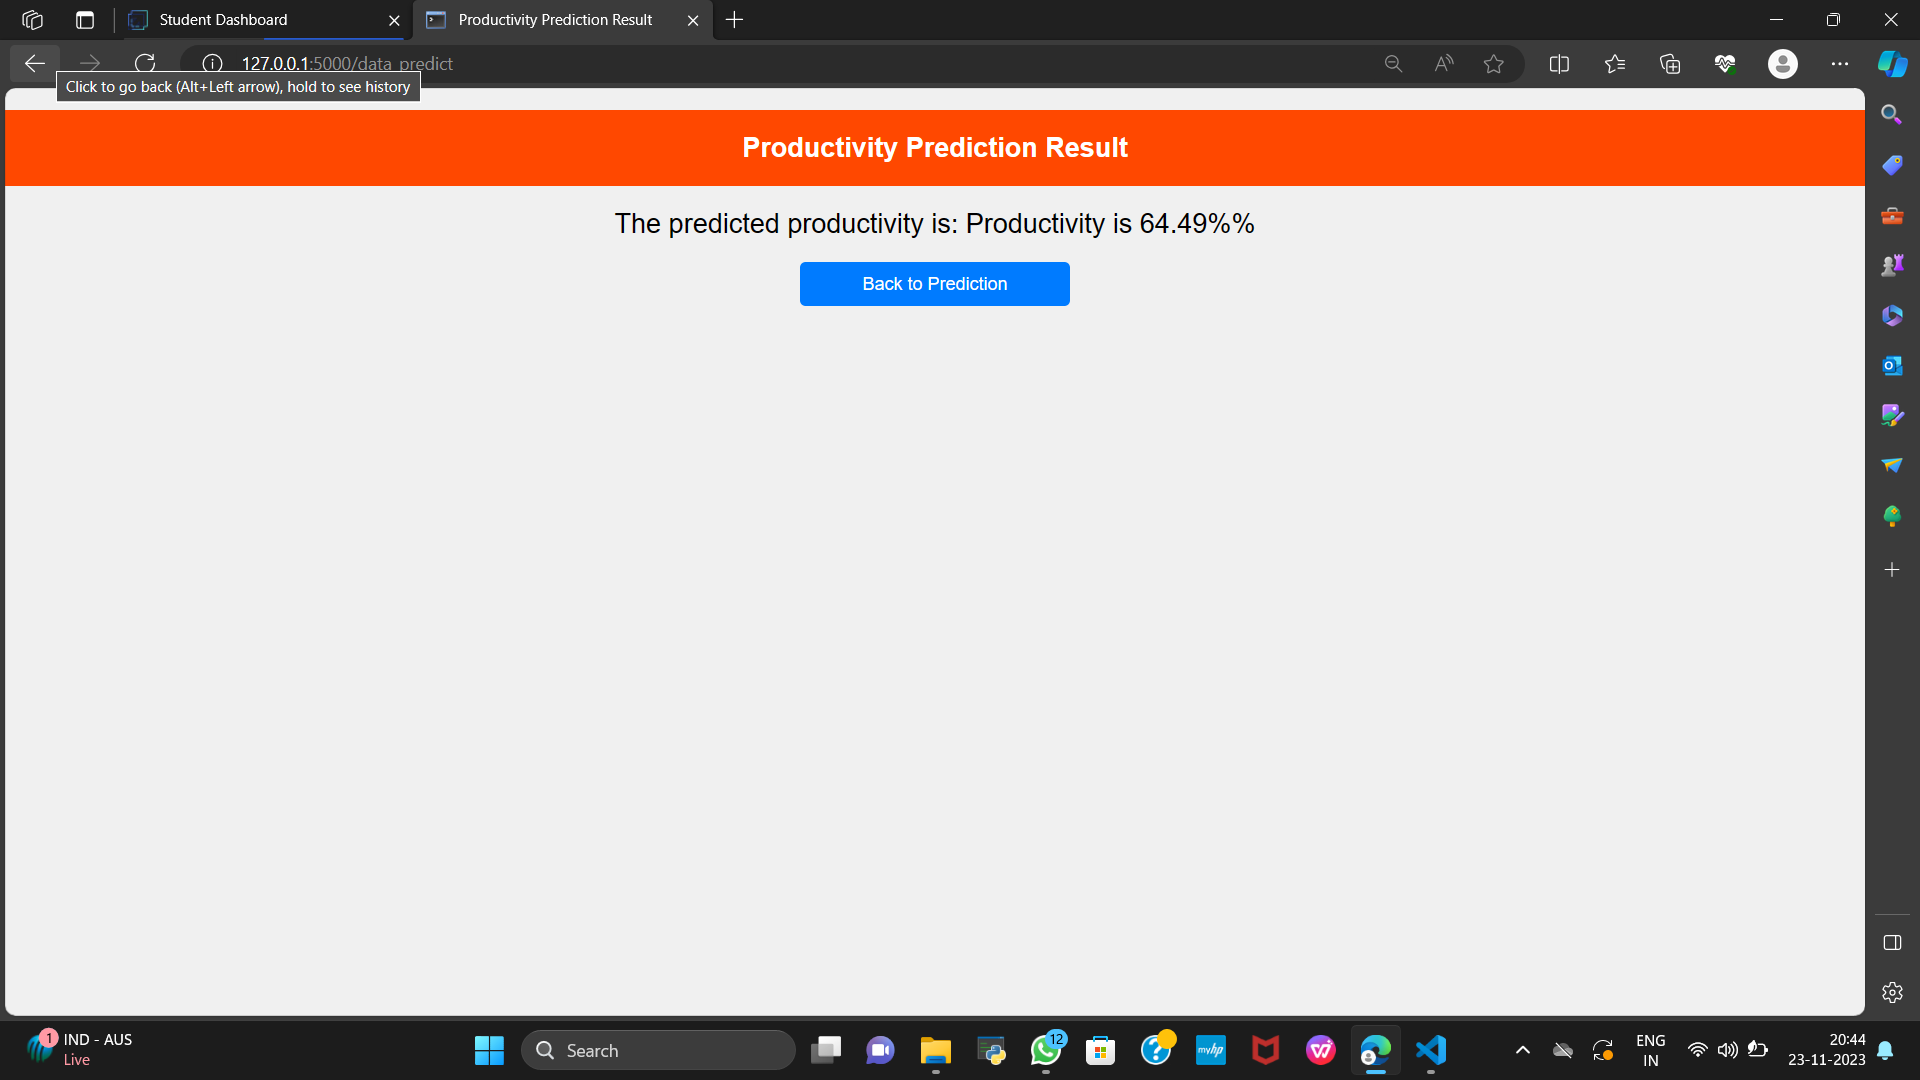 Student Dashboard
Productivity Prediction Result
127.0.0.1:5000/data_predict
Click to go back (Alt+Left arrow), hold to see history
Productivity Prediction Result
The predicted productivity is: Productivity is 64.49%%
Back to Prediction
1
IND - AUS
Live
Search
12
myhp
ENG
IN
20:44
23-11-2023